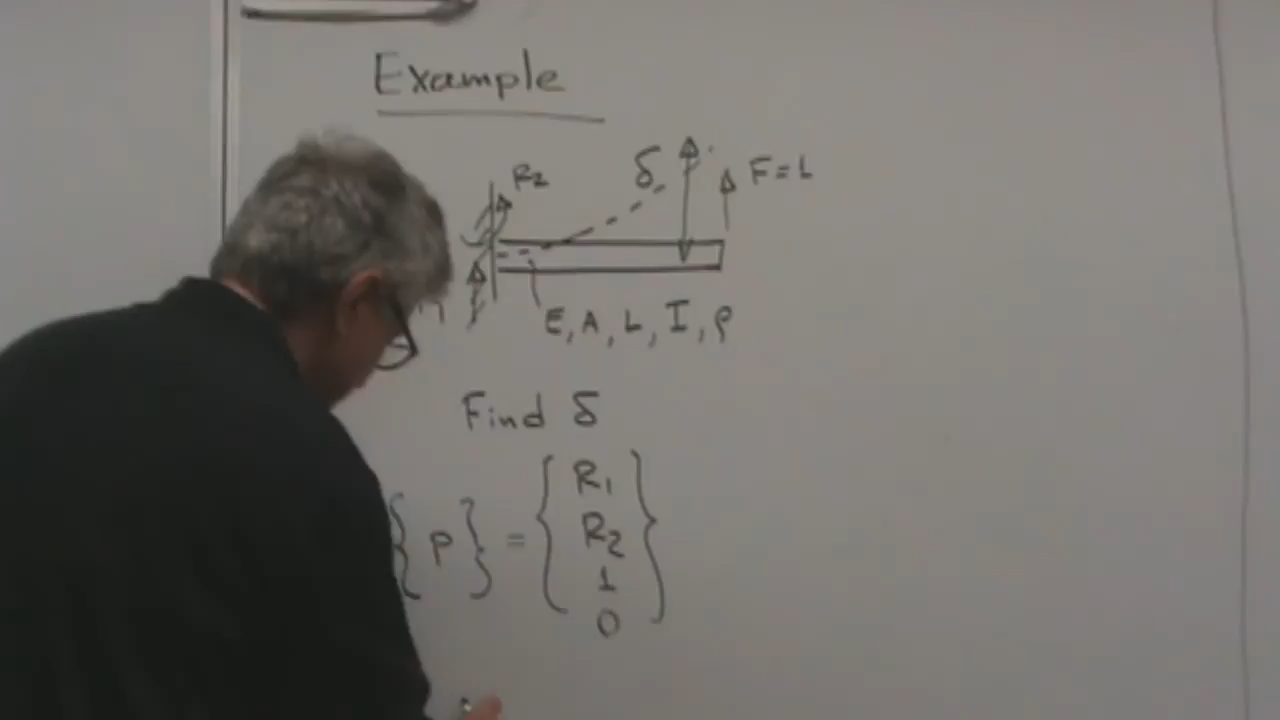 Example
R2
δ
F=1
E, A, L, I, ρ
Find δ
{P} = {R1
R2
1
0}